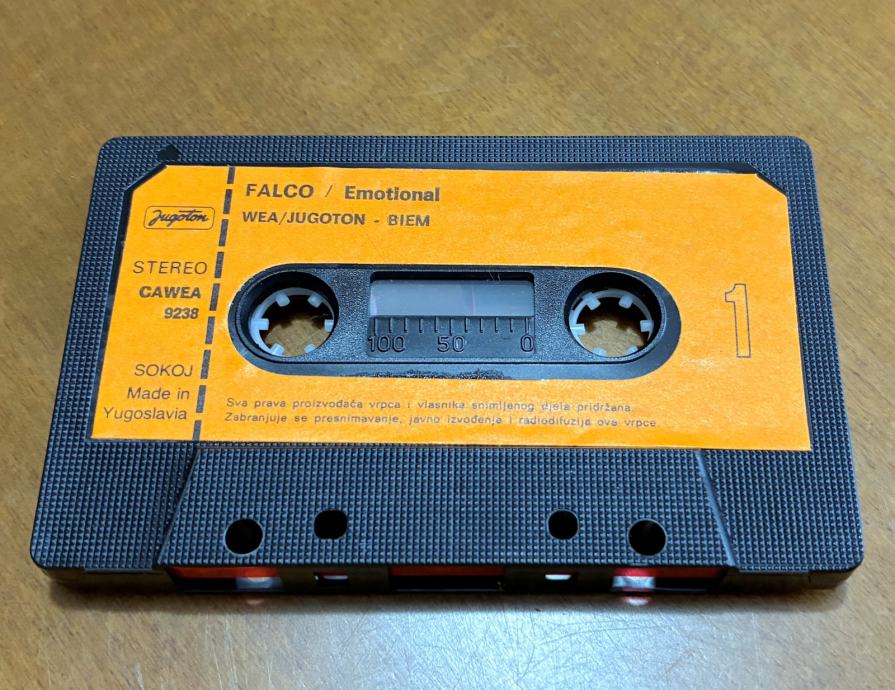 Jugoton
STEREO
CAWEA
9238
SOKOJ
Made in
Yugoslavia
FALCO / Emotional
WEA/JUGOTON - BIEM
100 50 0
1
Sva prava proizvođača vrpca i vlasnika snimljenog djela pridržana.
Zabranjuje se presnimavanje, javno izvođenje i radiodifuzija ove vrpce.